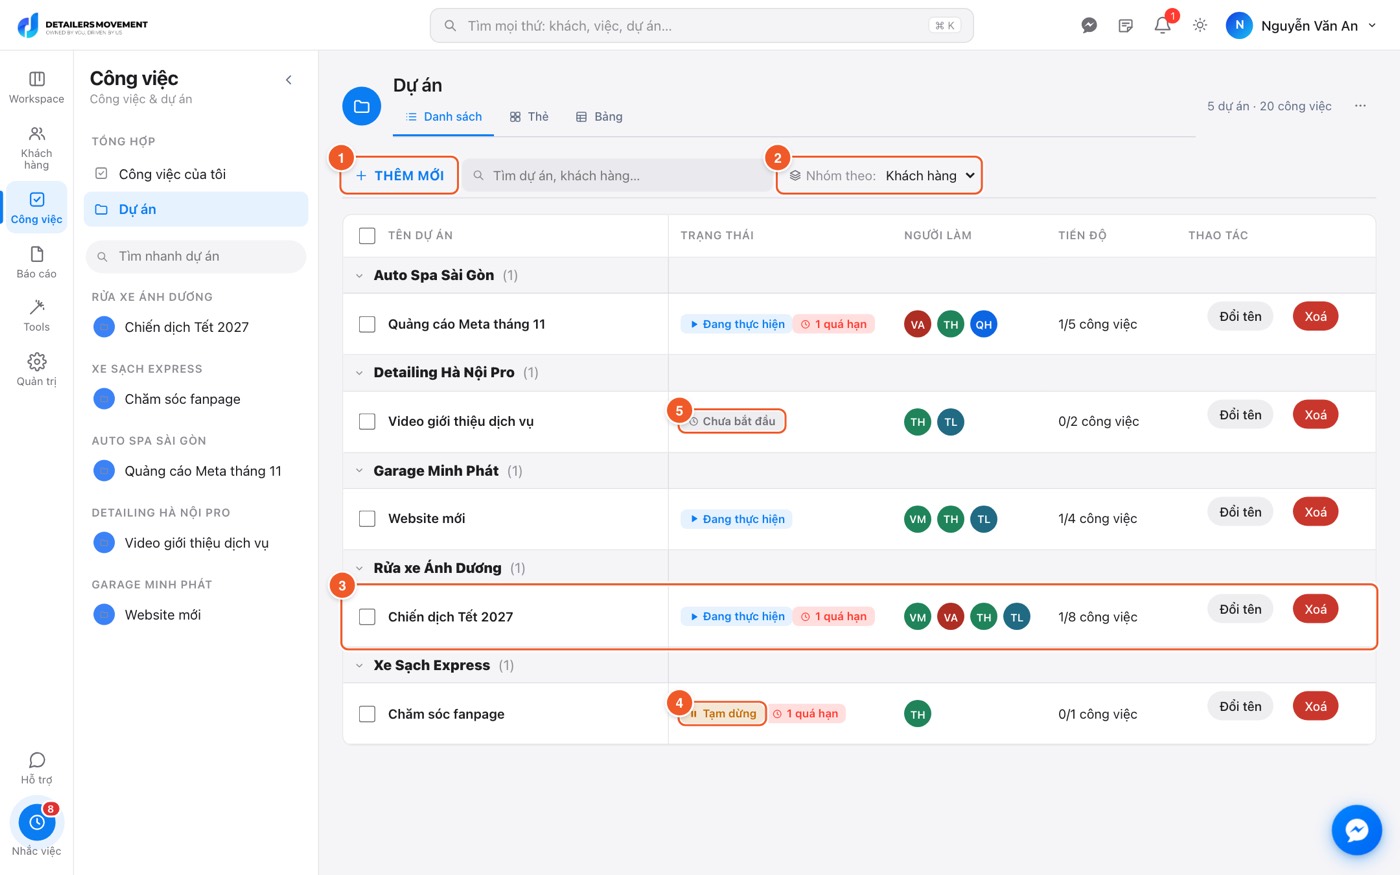 DETAILERSMOVEMENT
OWNED BY YOU, DRIVEN BY US
Tìm mọi thứ: khách, việc, dự án...
⌘ K
1
N
Nguyễn Văn An
Workspace
Khách hàng
Công việc
Báo cáo
Tools
Quản trị
Hỗ trợ
8
Nhắc việc
Công việc
Công việc & dự án
TỔNG HỢP
Công việc của tôi
Dự án
Tìm nhanh dự án
RỬA XE ÁNH DƯƠNG
Chiến dịch Tết 2027
XE SẠCH EXPRESS
Chăm sóc fanpage
AUTO SPA SÀI GÒN
Quảng cáo Meta tháng 11
DETAILING HÀ NỘI PRO
Video giới thiệu dịch vụ
GARAGE MINH PHÁT
Website mới
Dự án
Danh sách
Thẻ
Bảng
5 dự án · 20 công việc
1
+ THÊM MỚI
Tìm dự án, khách hàng...
2
Nhóm theo: Khách hàng
TÊN DỰ ÁN
TRẠNG THÁI
NGƯỜI LÀM
TIẾN ĐỘ
THAO TÁC
Auto Spa Sài Gòn (1)
Quảng cáo Meta tháng 11
Đang thực hiện
1 quá hạn
VA TH QH
1/5 công việc
Đổi tên
Xoá
Detailing Hà Nội Pro (1)
Video giới thiệu dịch vụ
5
Chưa bắt đầu
TH TL
0/2 công việc
Đổi tên
Xoá
Garage Minh Phát (1)
Website mới
Đang thực hiện
VM TH TL
1/4 công việc
Đổi tên
Xoá
Rửa xe Ánh Dương (1)
3
Chiến dịch Tết 2027
Đang thực hiện
1 quá hạn
VM VA TH TL
1/8 công việc
Đổi tên
Xoá
Xe Sạch Express (1)
Chăm sóc fanpage
4
Tạm dừng
1 quá hạn
TH
0/1 công việc
Đổi tên
Xoá